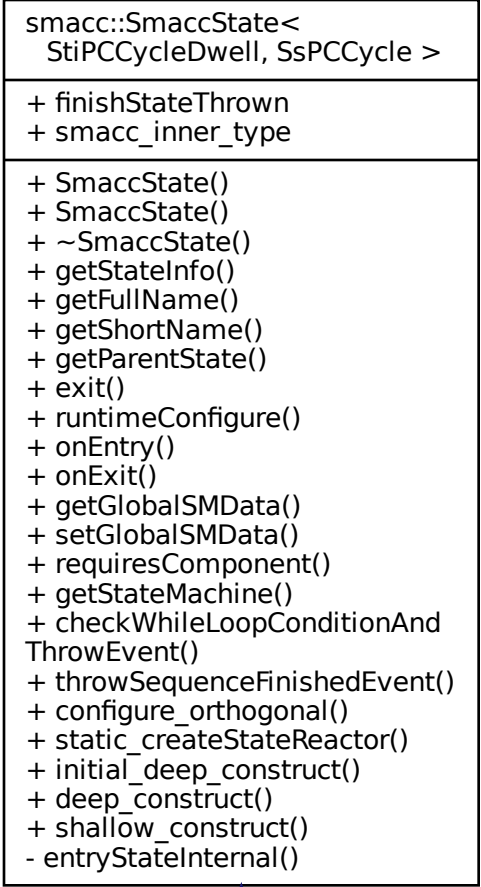 smacc::SmaccState<
StiPCCycleDwell, SsPCCycle >
+ finishStateThrown
+ smacc_inner_type
+ SmaccState()
+ SmaccState()
+ ~SmaccState()
+ getStateInfo()
+ getFullName()
+ getShortName()
+ getParentState()
+ exit()
+ runtimeConfigure()
+ onEntry()
+ onExit()
+ getGlobalSMData()
+ setGlobalSMData()
+ requiresComponent()
+ getStateMachine()
+ checkWhileLoopConditionAnd
ThrowEvent()
+ throwSequenceFinishedEvent()
+ configure_orthogonal()
+ static_createStateReactor()
+ initial_deep_construct()
+ deep_construct()
+ shallow_construct()
- entryStateInternal()